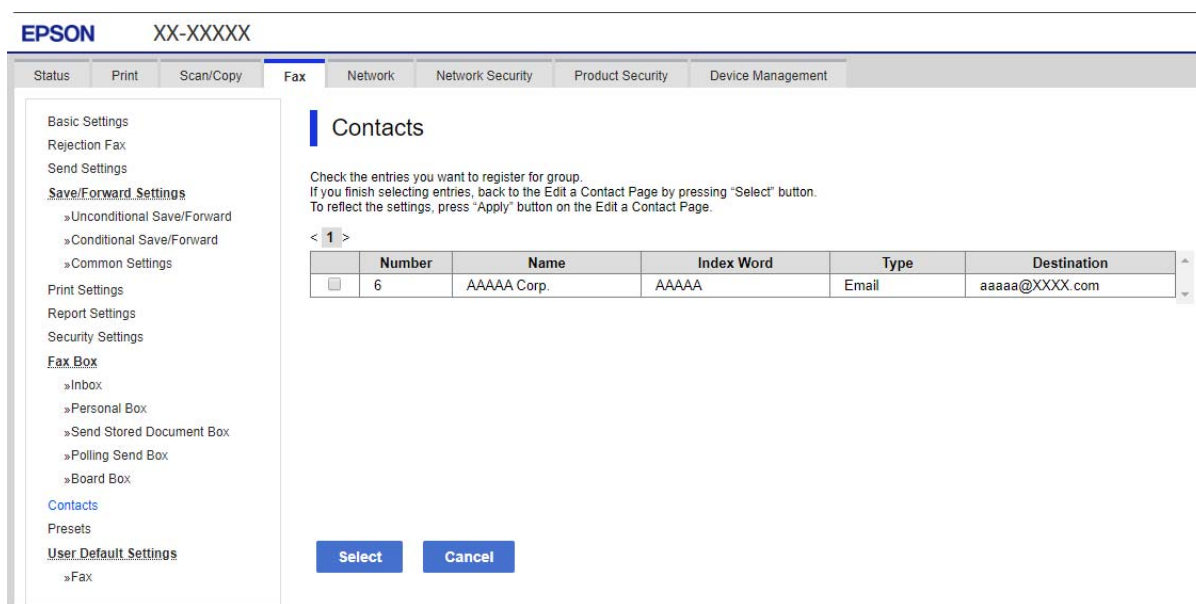 EPSON XX-XXXXX
Status Print Scan/Copy Fax Network Network Security Product Security Device Management
Basic Settings
Rejection Fax
Send Settings
Save/Forward Settings
»Unconditional Save/Forward
»Conditional Save/Forward
»Common Settings
Print Settings
Report Settings
Security Settings
Fax Box
»Inbox
»Personal Box
»Send Stored Document Box
»Polling Send Box
»Board Box
Contacts
Presets
User Default Settings
»Fax
Contacts
Check the entries you want to register for group.
If you finish selecting entries, back to the Edit a Contact Page by pressing “Select” button.
To reflect the settings, press “Apply” button on the Edit a Contact Page.
< 1 >
Number Name Index Word Type Destination
6 AAAAA Corp. AAAAA Email aaaaa@XXXX.com
Select Cancel